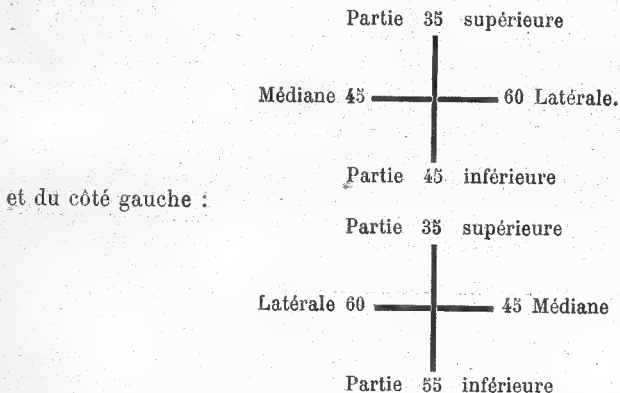 Partie 35 supérieure
Médiane 45 60 Latérale.
Partie 45 inférieure
et du côté gauche :
Partie 35 supérieure
Latérale 60 45 Médiane
Partie 55 inférieure